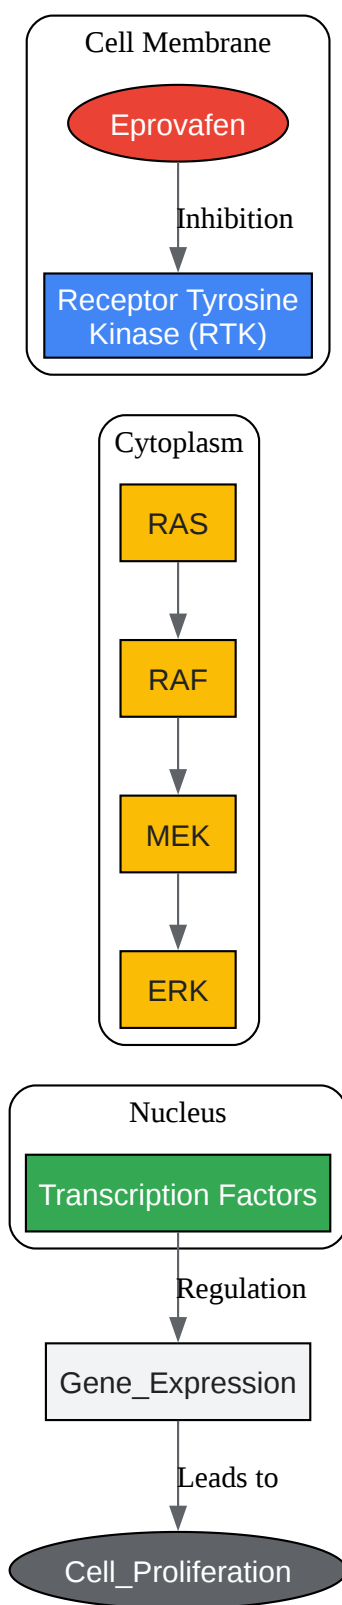 Cell Membrane
Eprovafen
Inhibition
Receptor Tyrosine
Kinase (RTK)
Cytoplasm
RAS
RAF
MEK
ERK
Nucleus
Transcription Factors
Regulation
Gene_Expression
Leads to
Cell_Proliferation